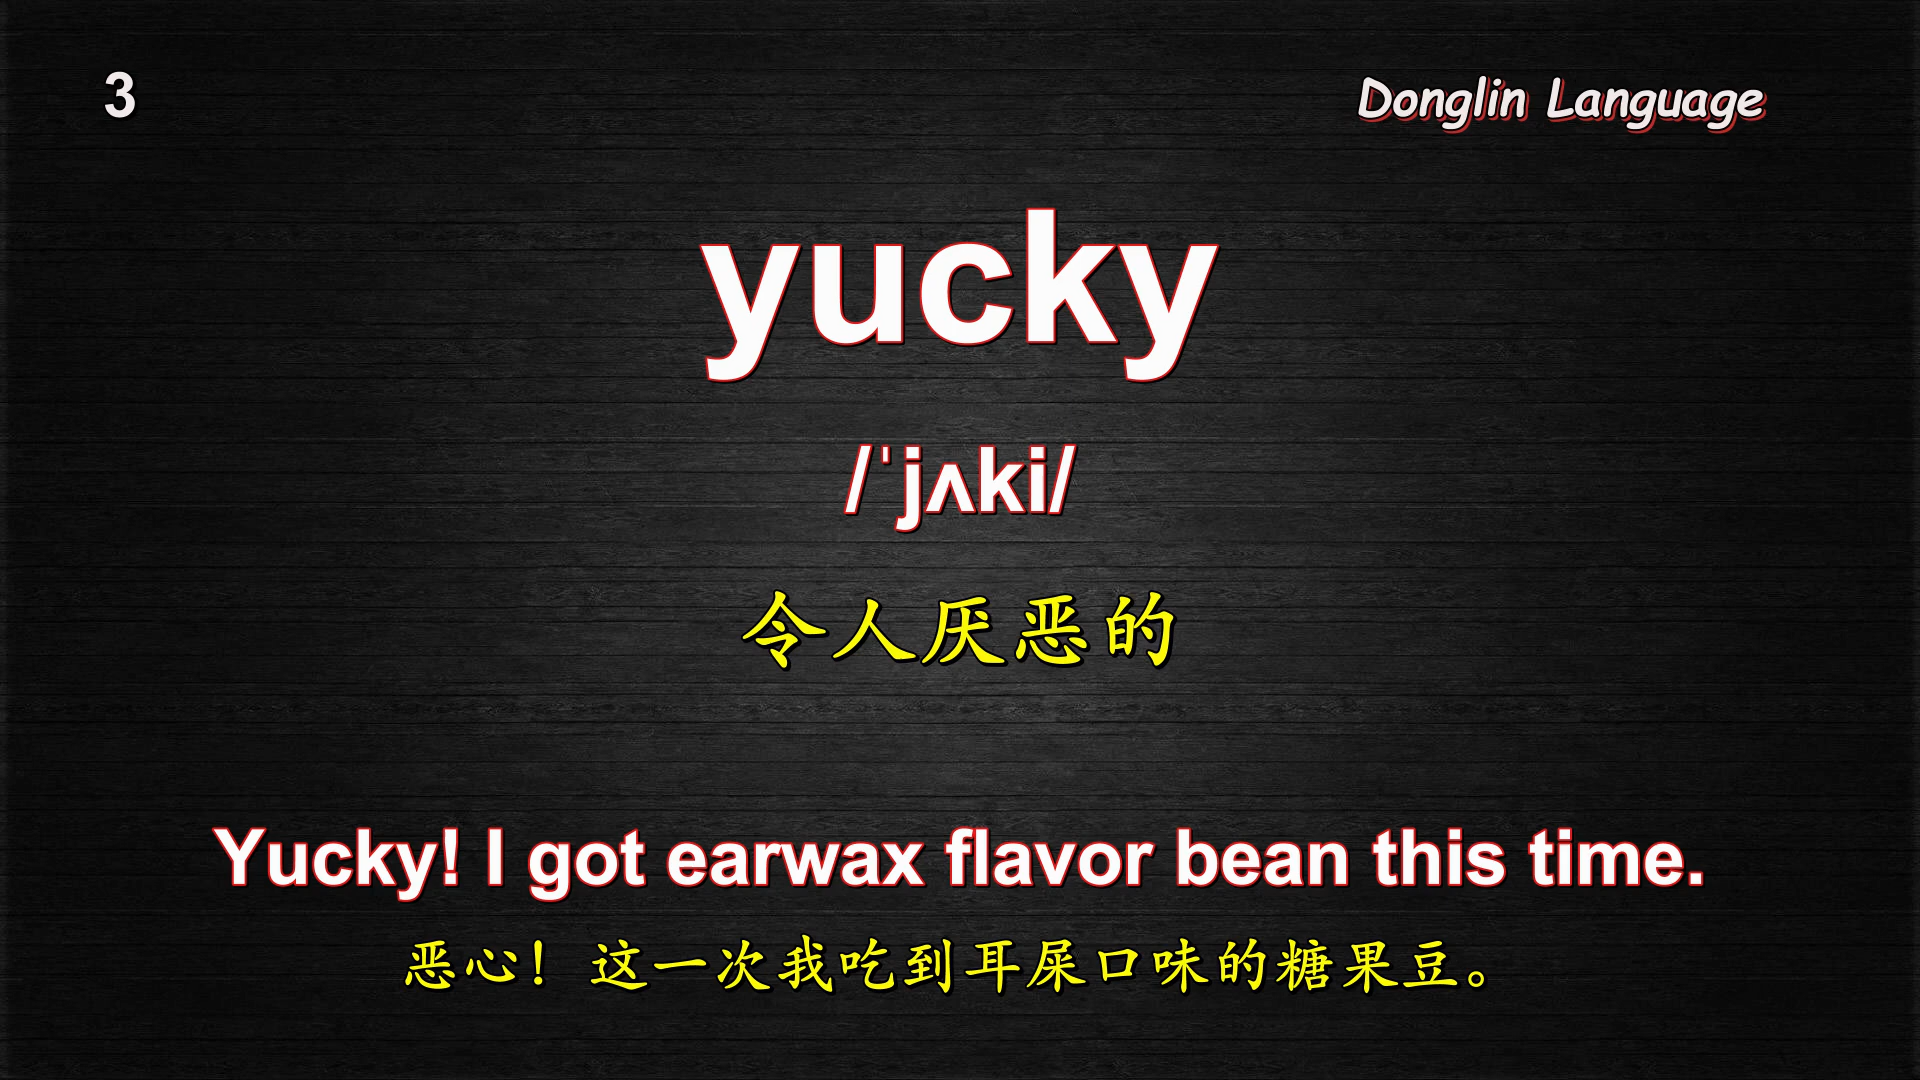 3
Donglin Language
yucky
/ˈjʌki/
令人厌恶的
Yucky! I got earwax flavor bean this time.
恶心！这一次我吃到耳屎口味的糖果豆。